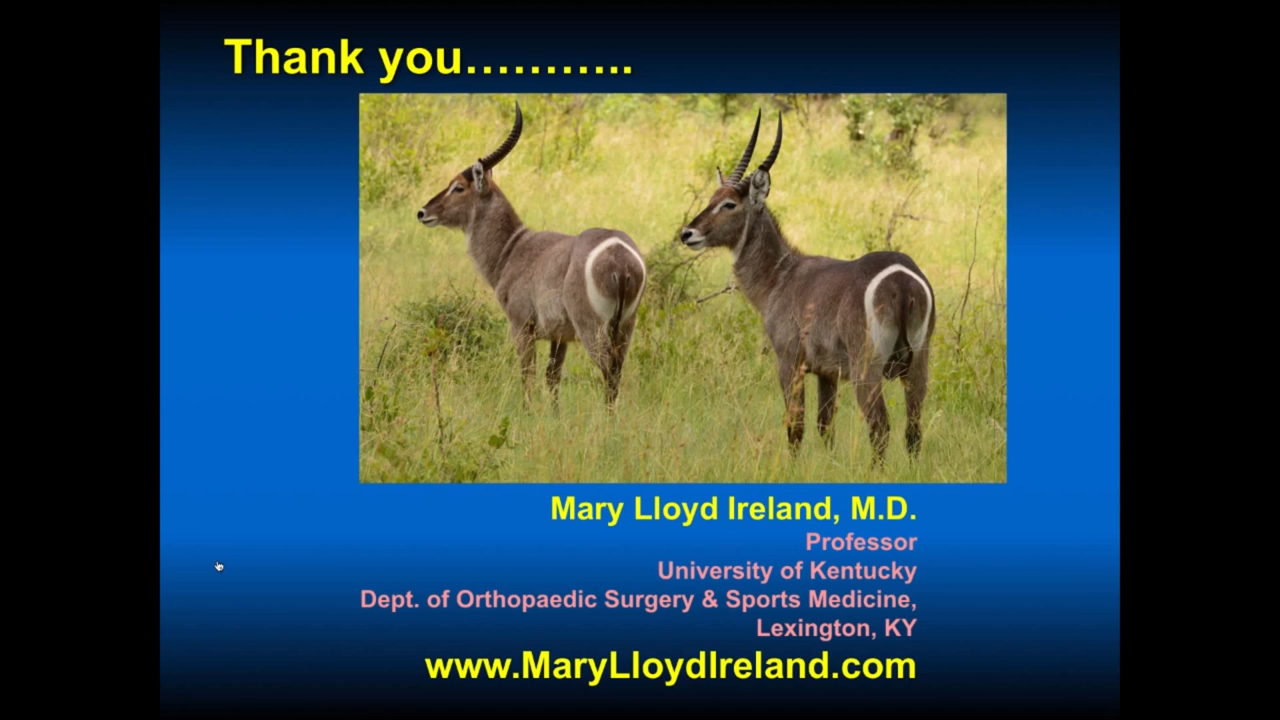 Thank you………..
Mary Lloyd Ireland, M.D.
Professor
University of Kentucky
Dept. of Orthopaedic Surgery & Sports Medicine,
Lexington, KY
www.MaryLloydIreland.com